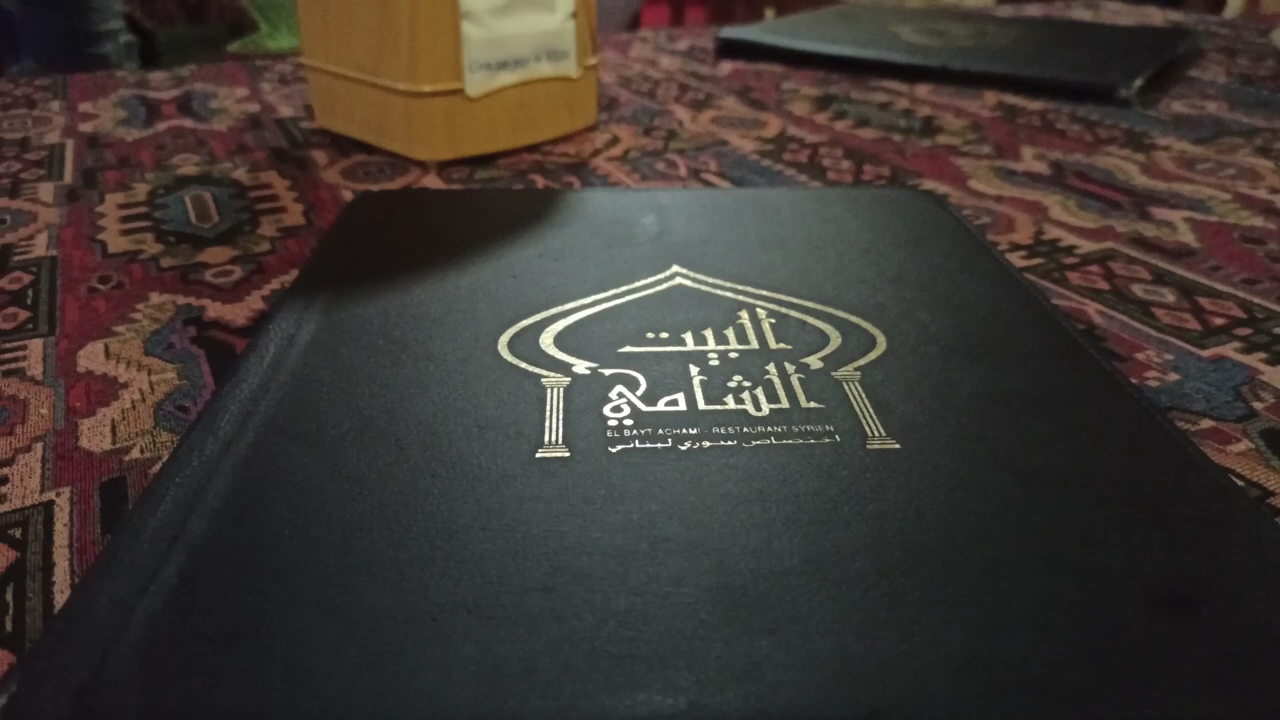 البيت
الشامي
EL BAYT ACHAMI - RESTAURANT SYRIEN
اختصاص سوري لبناني